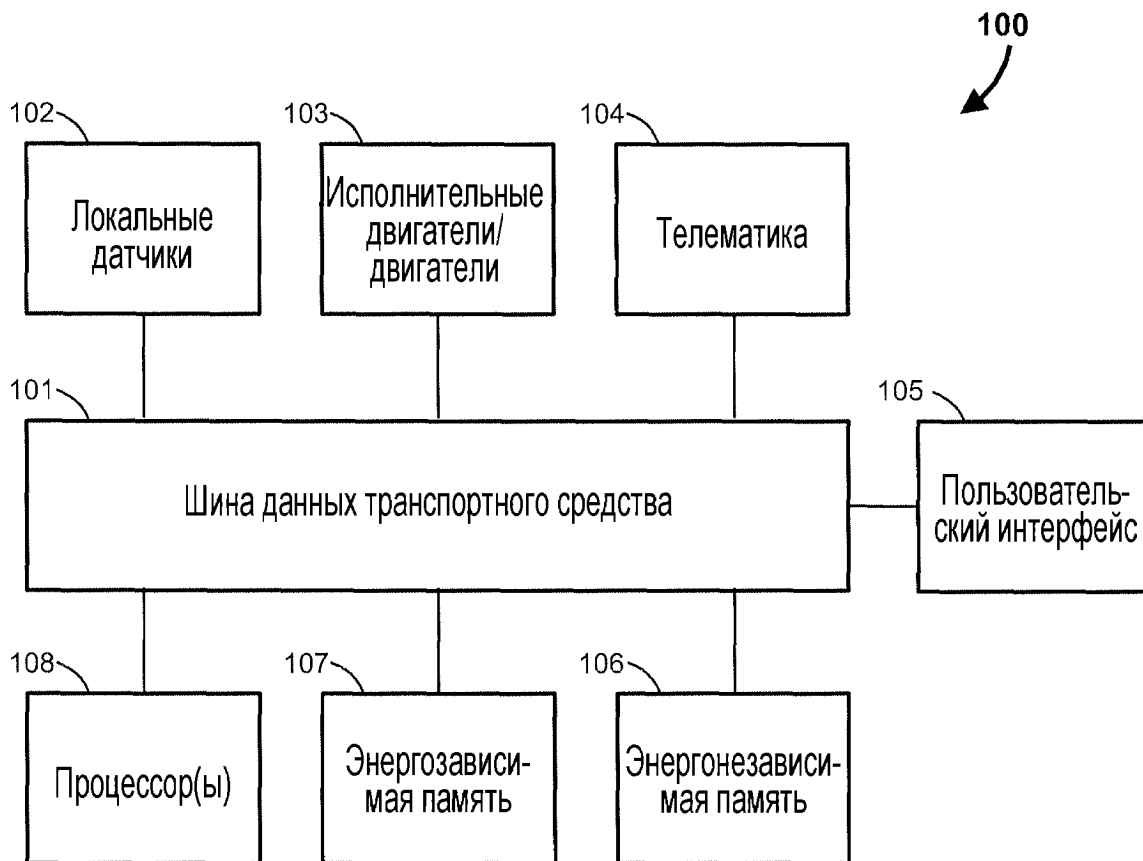 100
102
103
104
Локальные
датчики
Исполнительные
двигатели/
двигатели
Телематика
101
105
Шина данных транспортного средства
Пользователь-
ский интерфейс
108
107
106
Процессор(ы)
Энергозависи-
мая память
Энергонезависи-
мая память